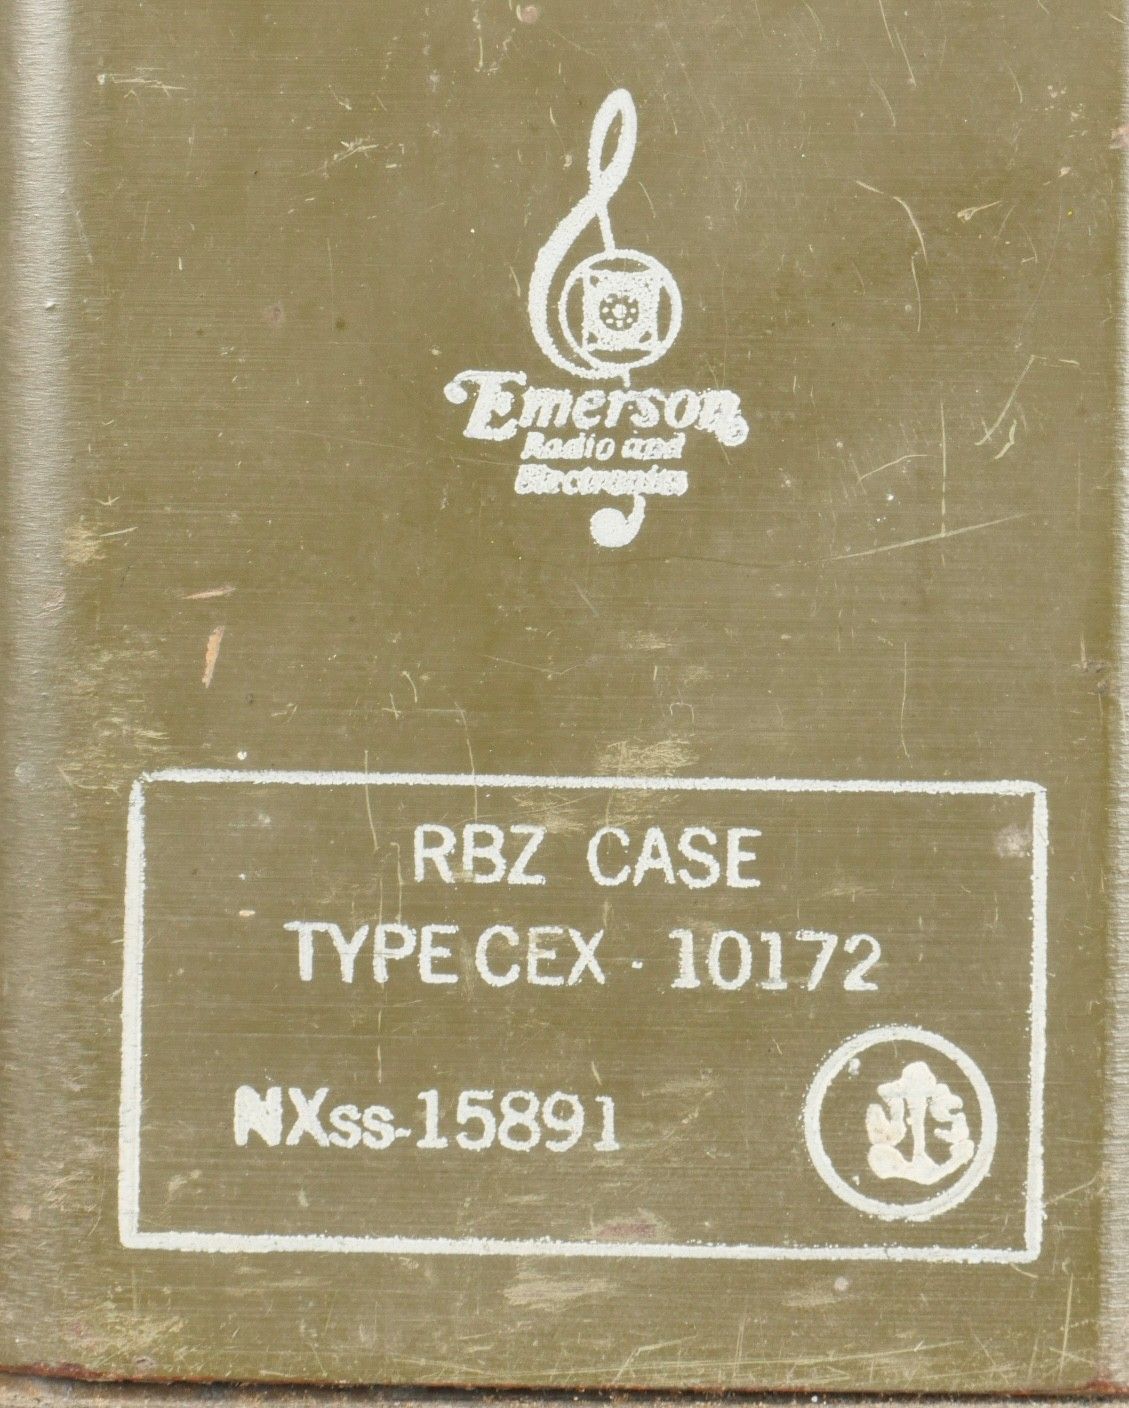 Emerson
Radio and
Electronics
RBZ CASE
TYPE CEX - 10172
NXss-15891